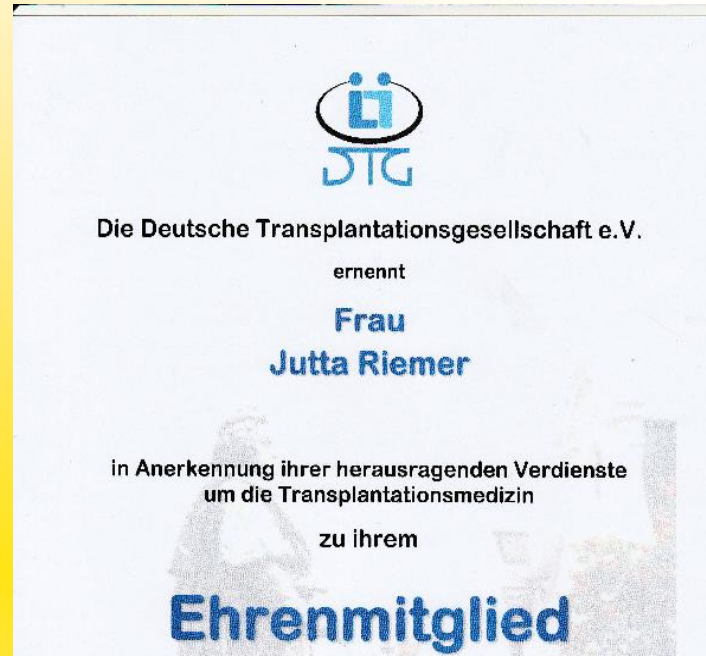 DTG
Die Deutsche Transplantationsgesellschaft e.V.
ernennt
Frau
Jutta Riemer
in Anerkennung ihrer herausragenden Verdienste
um die Transplantationsmedizin
zu ihrem
Ehrenmitglied